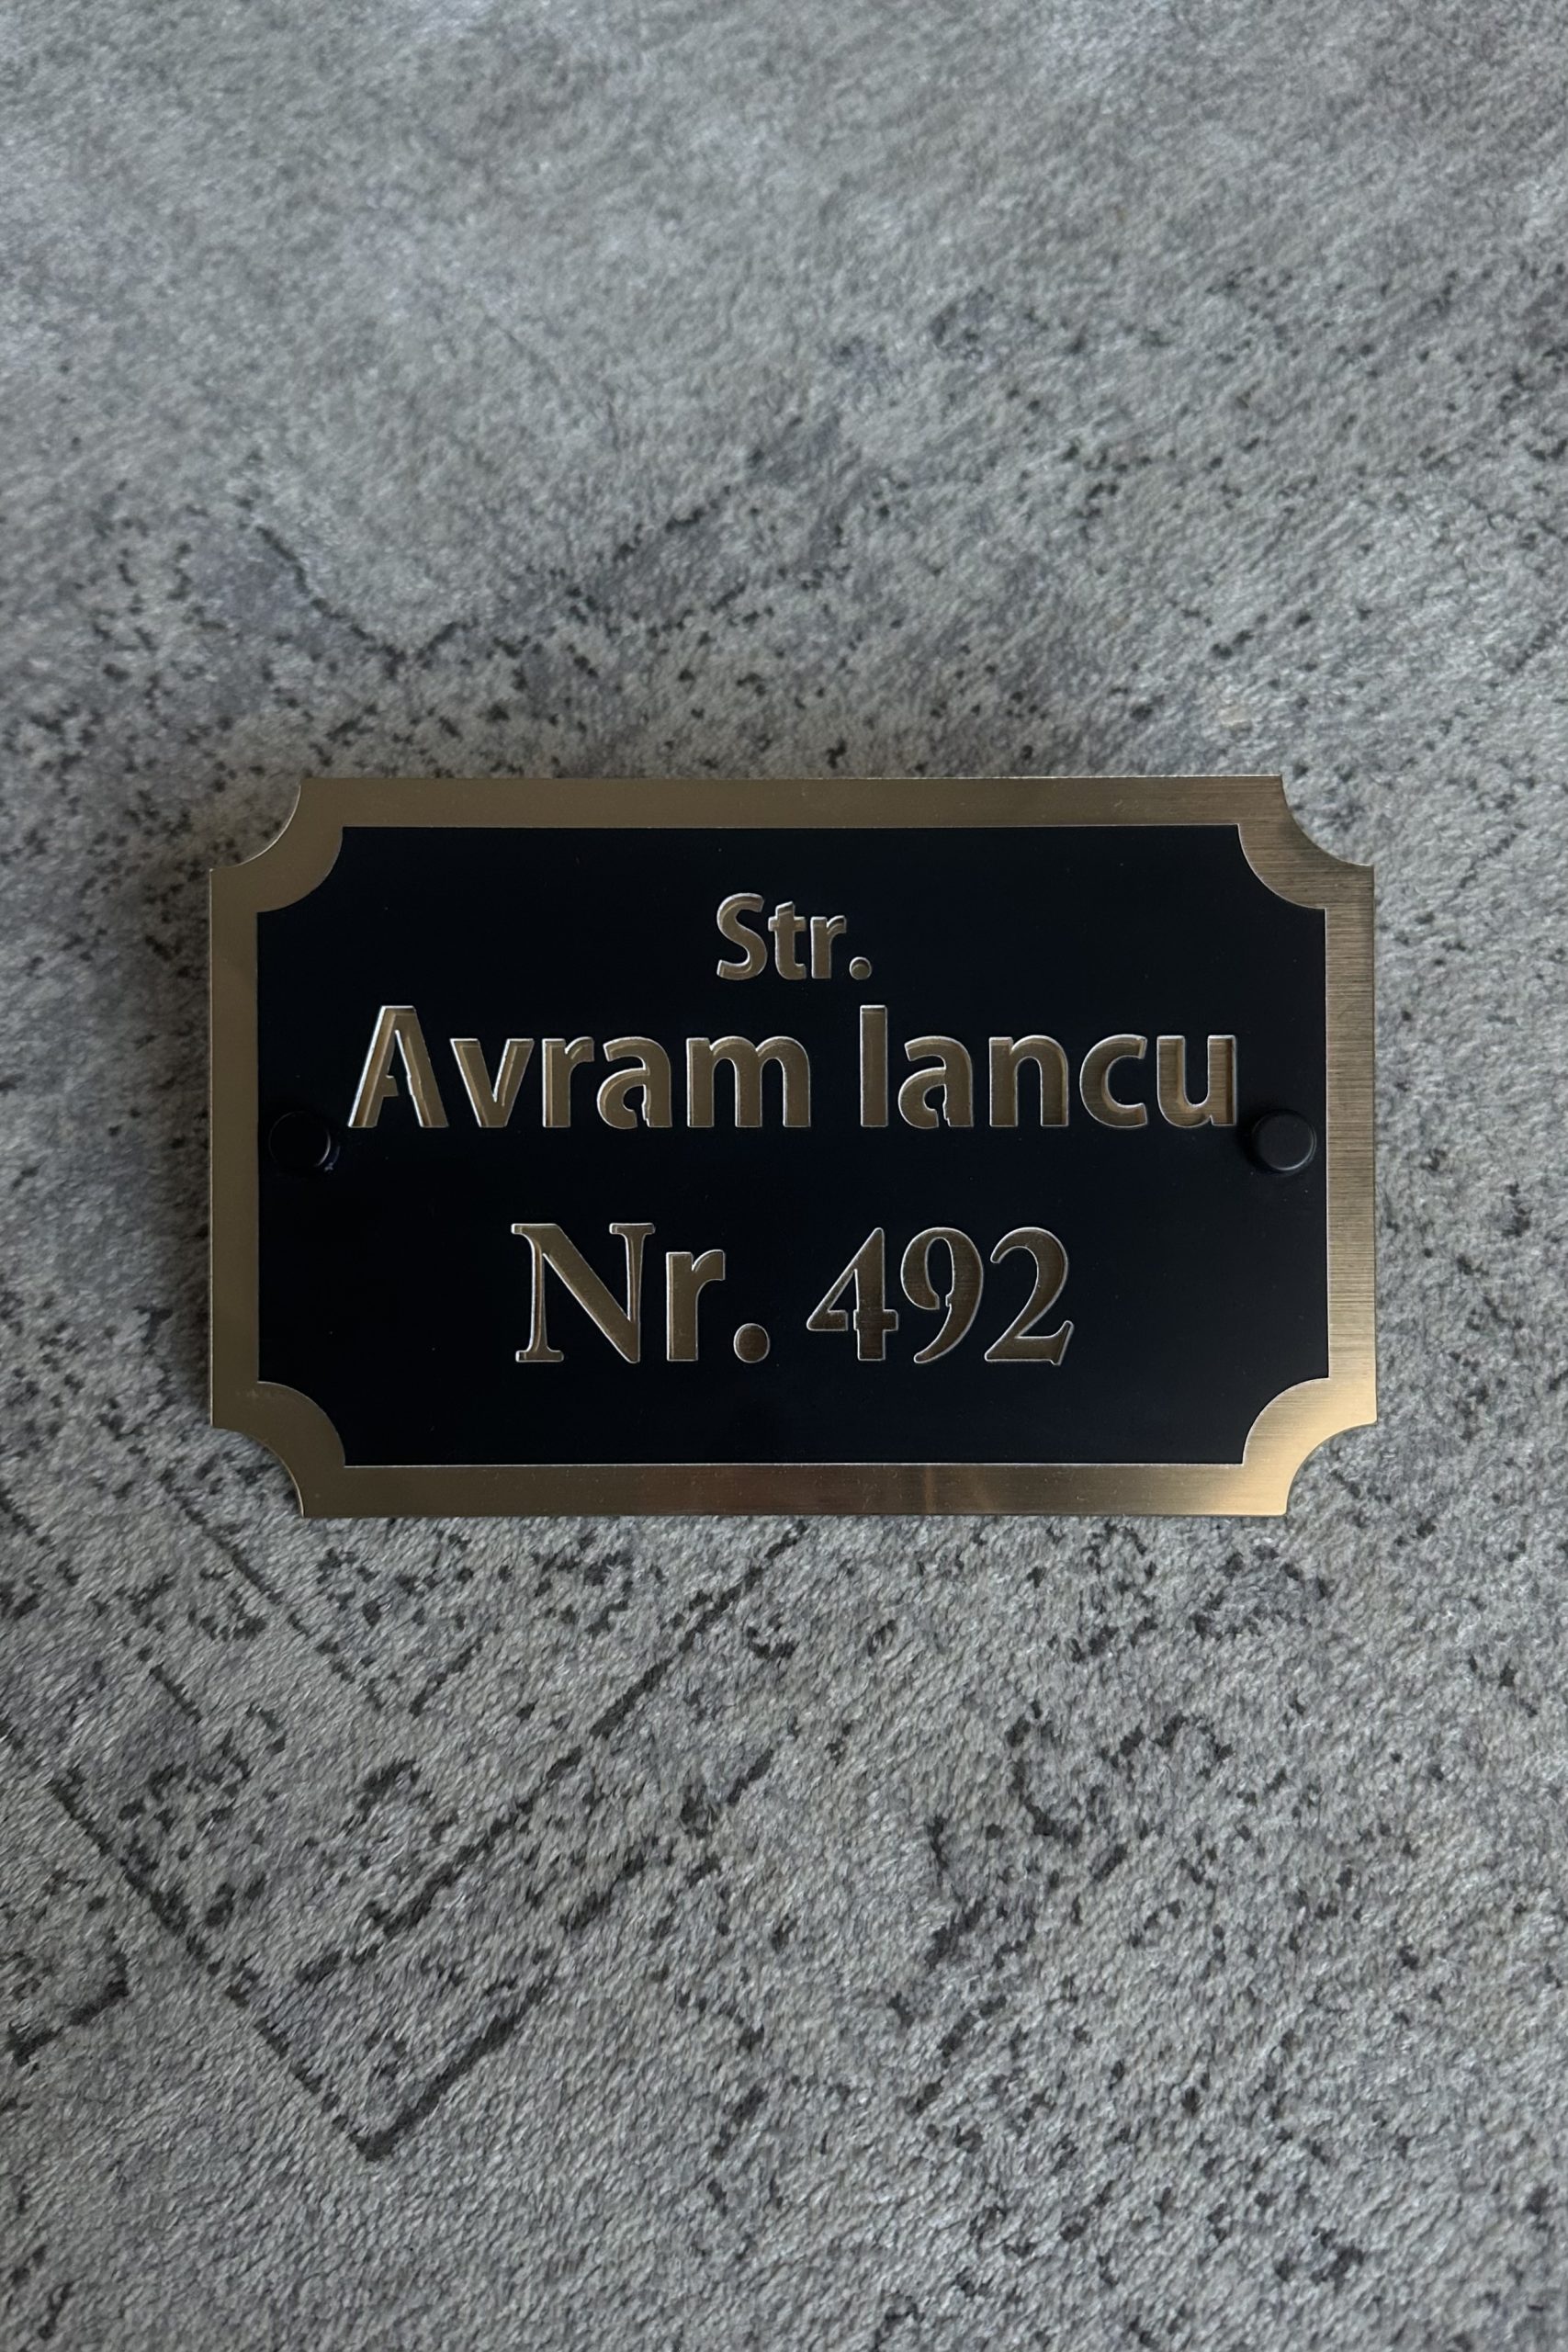 Str.
Avram Iancu
Nr. 492